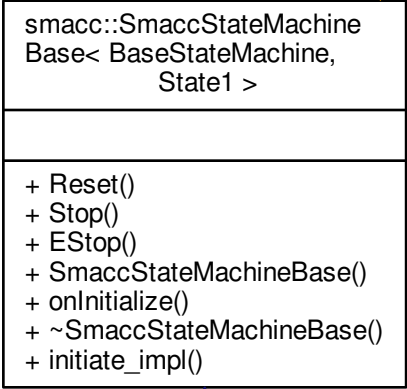 smacc::SmaccStateMachine
Base< BaseStateMachine,
State1 >
+ Reset()
+ Stop()
+ EStop()
+ SmaccStateMachineBase()
+ onInitialize()
+ ~SmaccStateMachineBase()
+ initiate_impl()